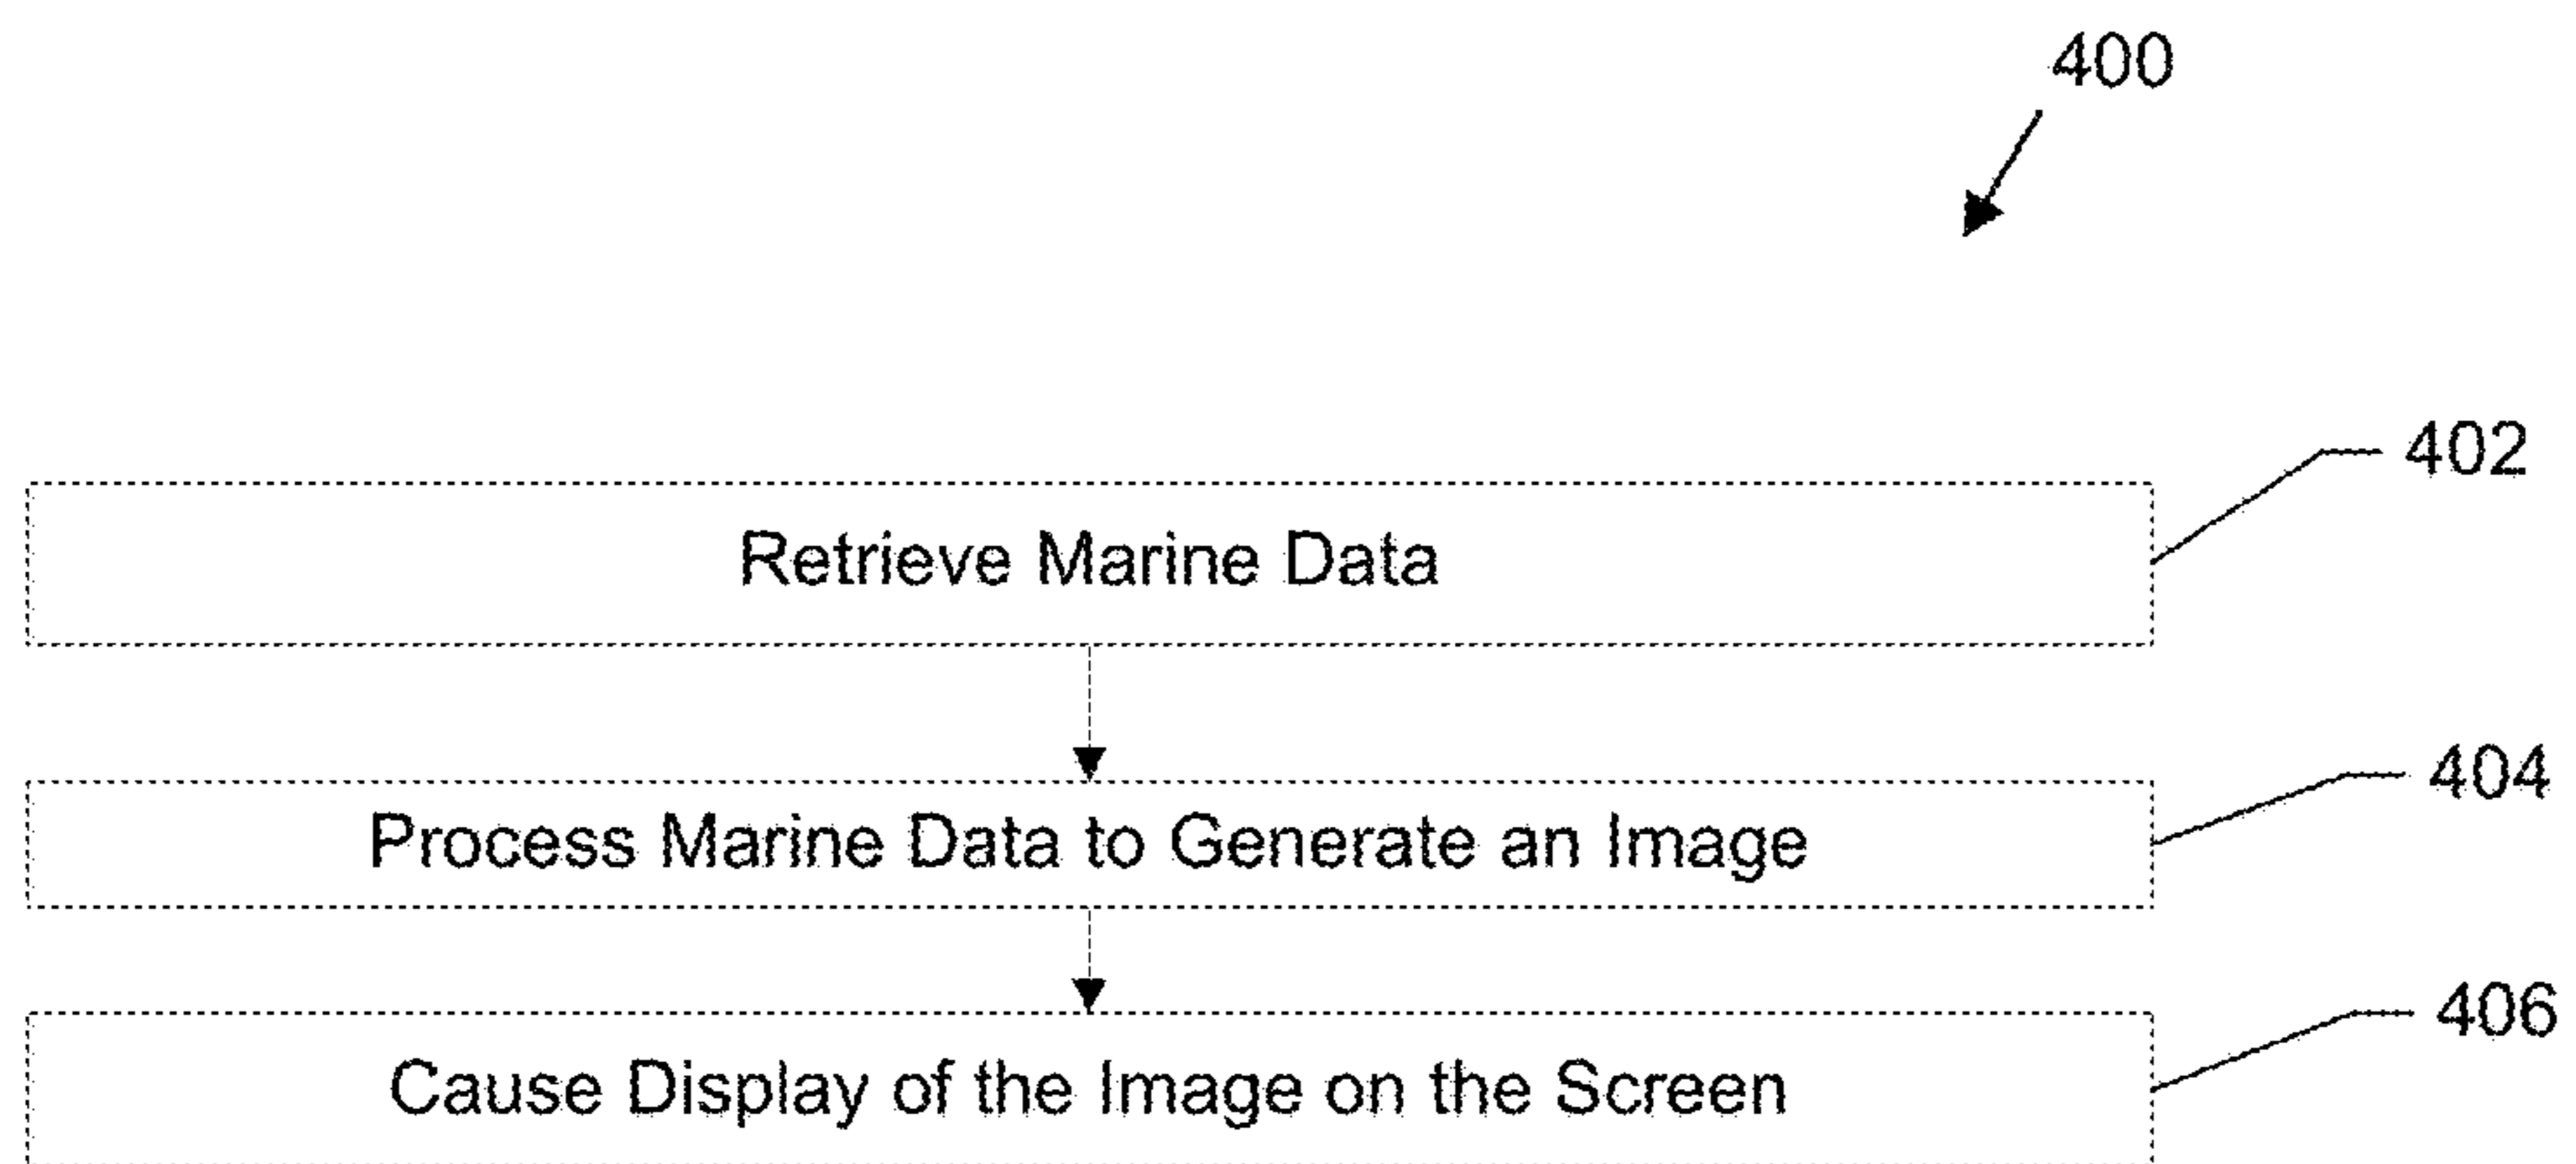 400
402
Retrieve Marine Data
404
Process Marine Data to Generate an Image
406
Cause Display of the Image on the Screen